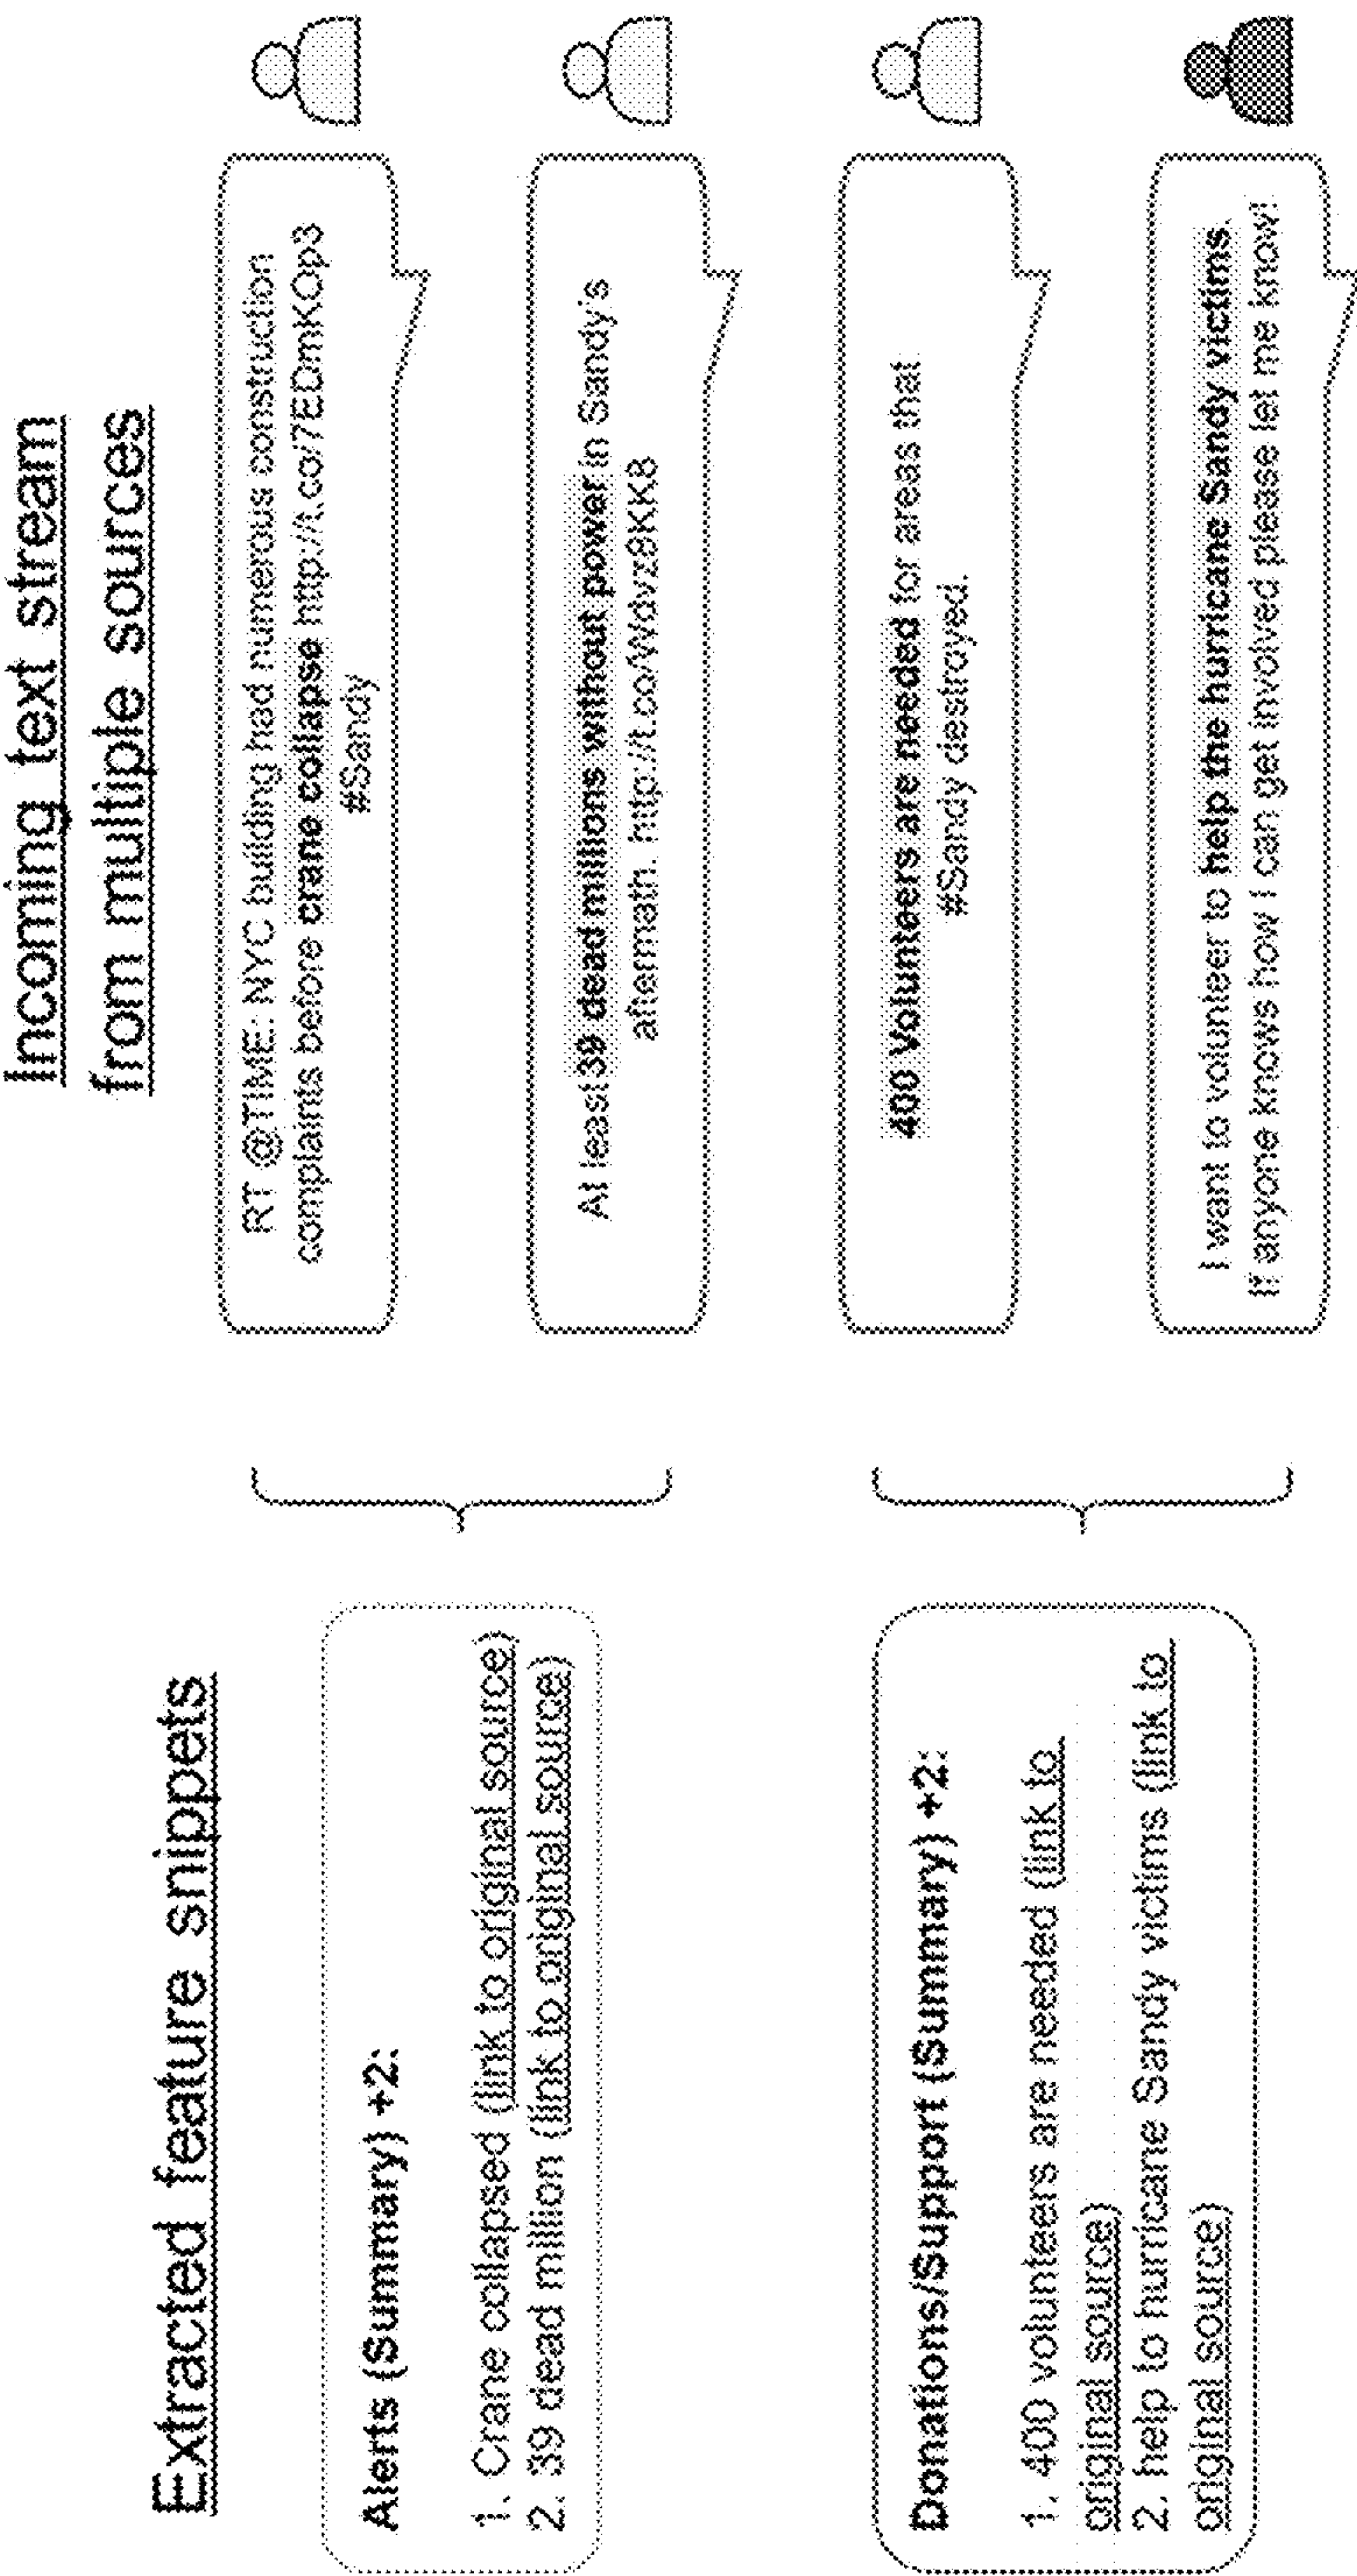 Extracted feature snippets
Alerts (Summary) +2:
1. Crane collapsed (link to original source)
2. 39 dead million (link to original source)
Donations/Support (Summary) +2:
1. 400 volunteers are needed (link to
original source)
2. help to hurricane Sandy victims (link to
original source)
Incoming text stream
from multiple sources
RT @TIME: NYC building had numerous construction
complaints before crane collapse http://t.co/7EDmKOp3
#Sandy
At least 39 dead millions without power in Sandy's
aftermath. http://t.co/Wdvz8KK8
400 Volunteers are needed for areas that
#Sandy destroyed.
I want to volunteer to help the hurricane Sandy victims.
If anyone knows how I can get involved please let me know!